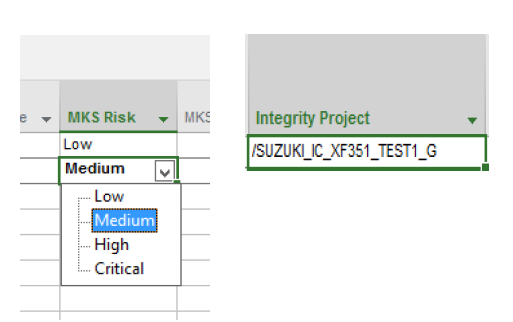 e
MKS Risk
MKS
Low
Medium
Low
Medium
High
Critical
Integrity Project
/SUZUKI_IC_XF351_TEST1_G